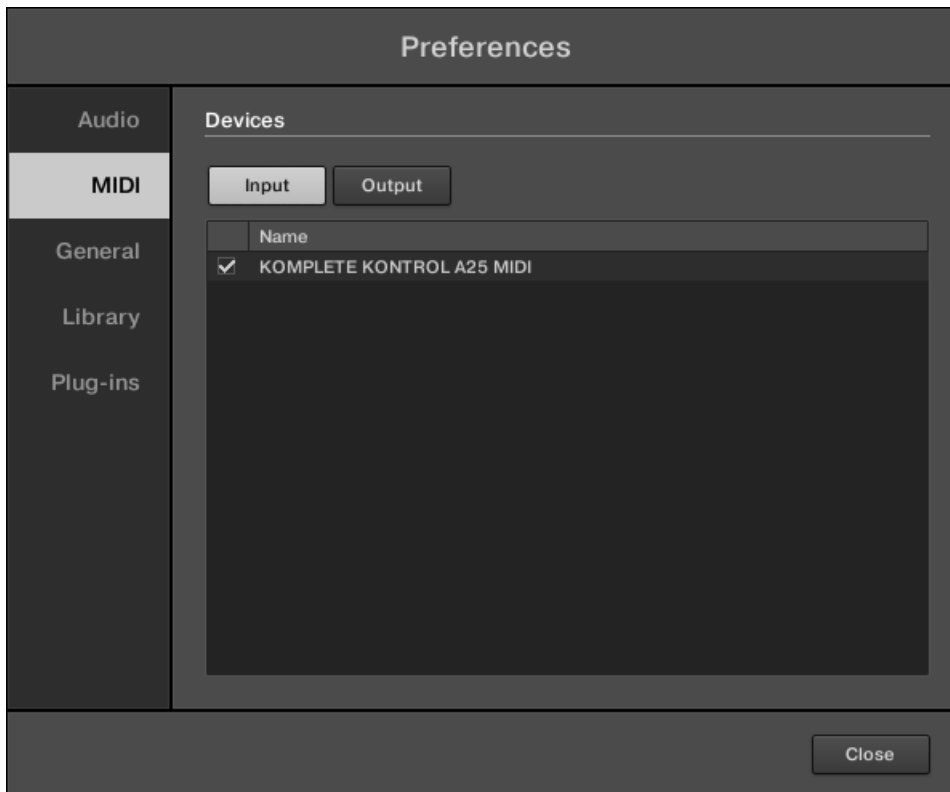 Preferences
Audio
MIDI
General
Library
Plug-ins
Devices
Input Output
Name
KOMPLETE KONTROL A25 MIDI
Close